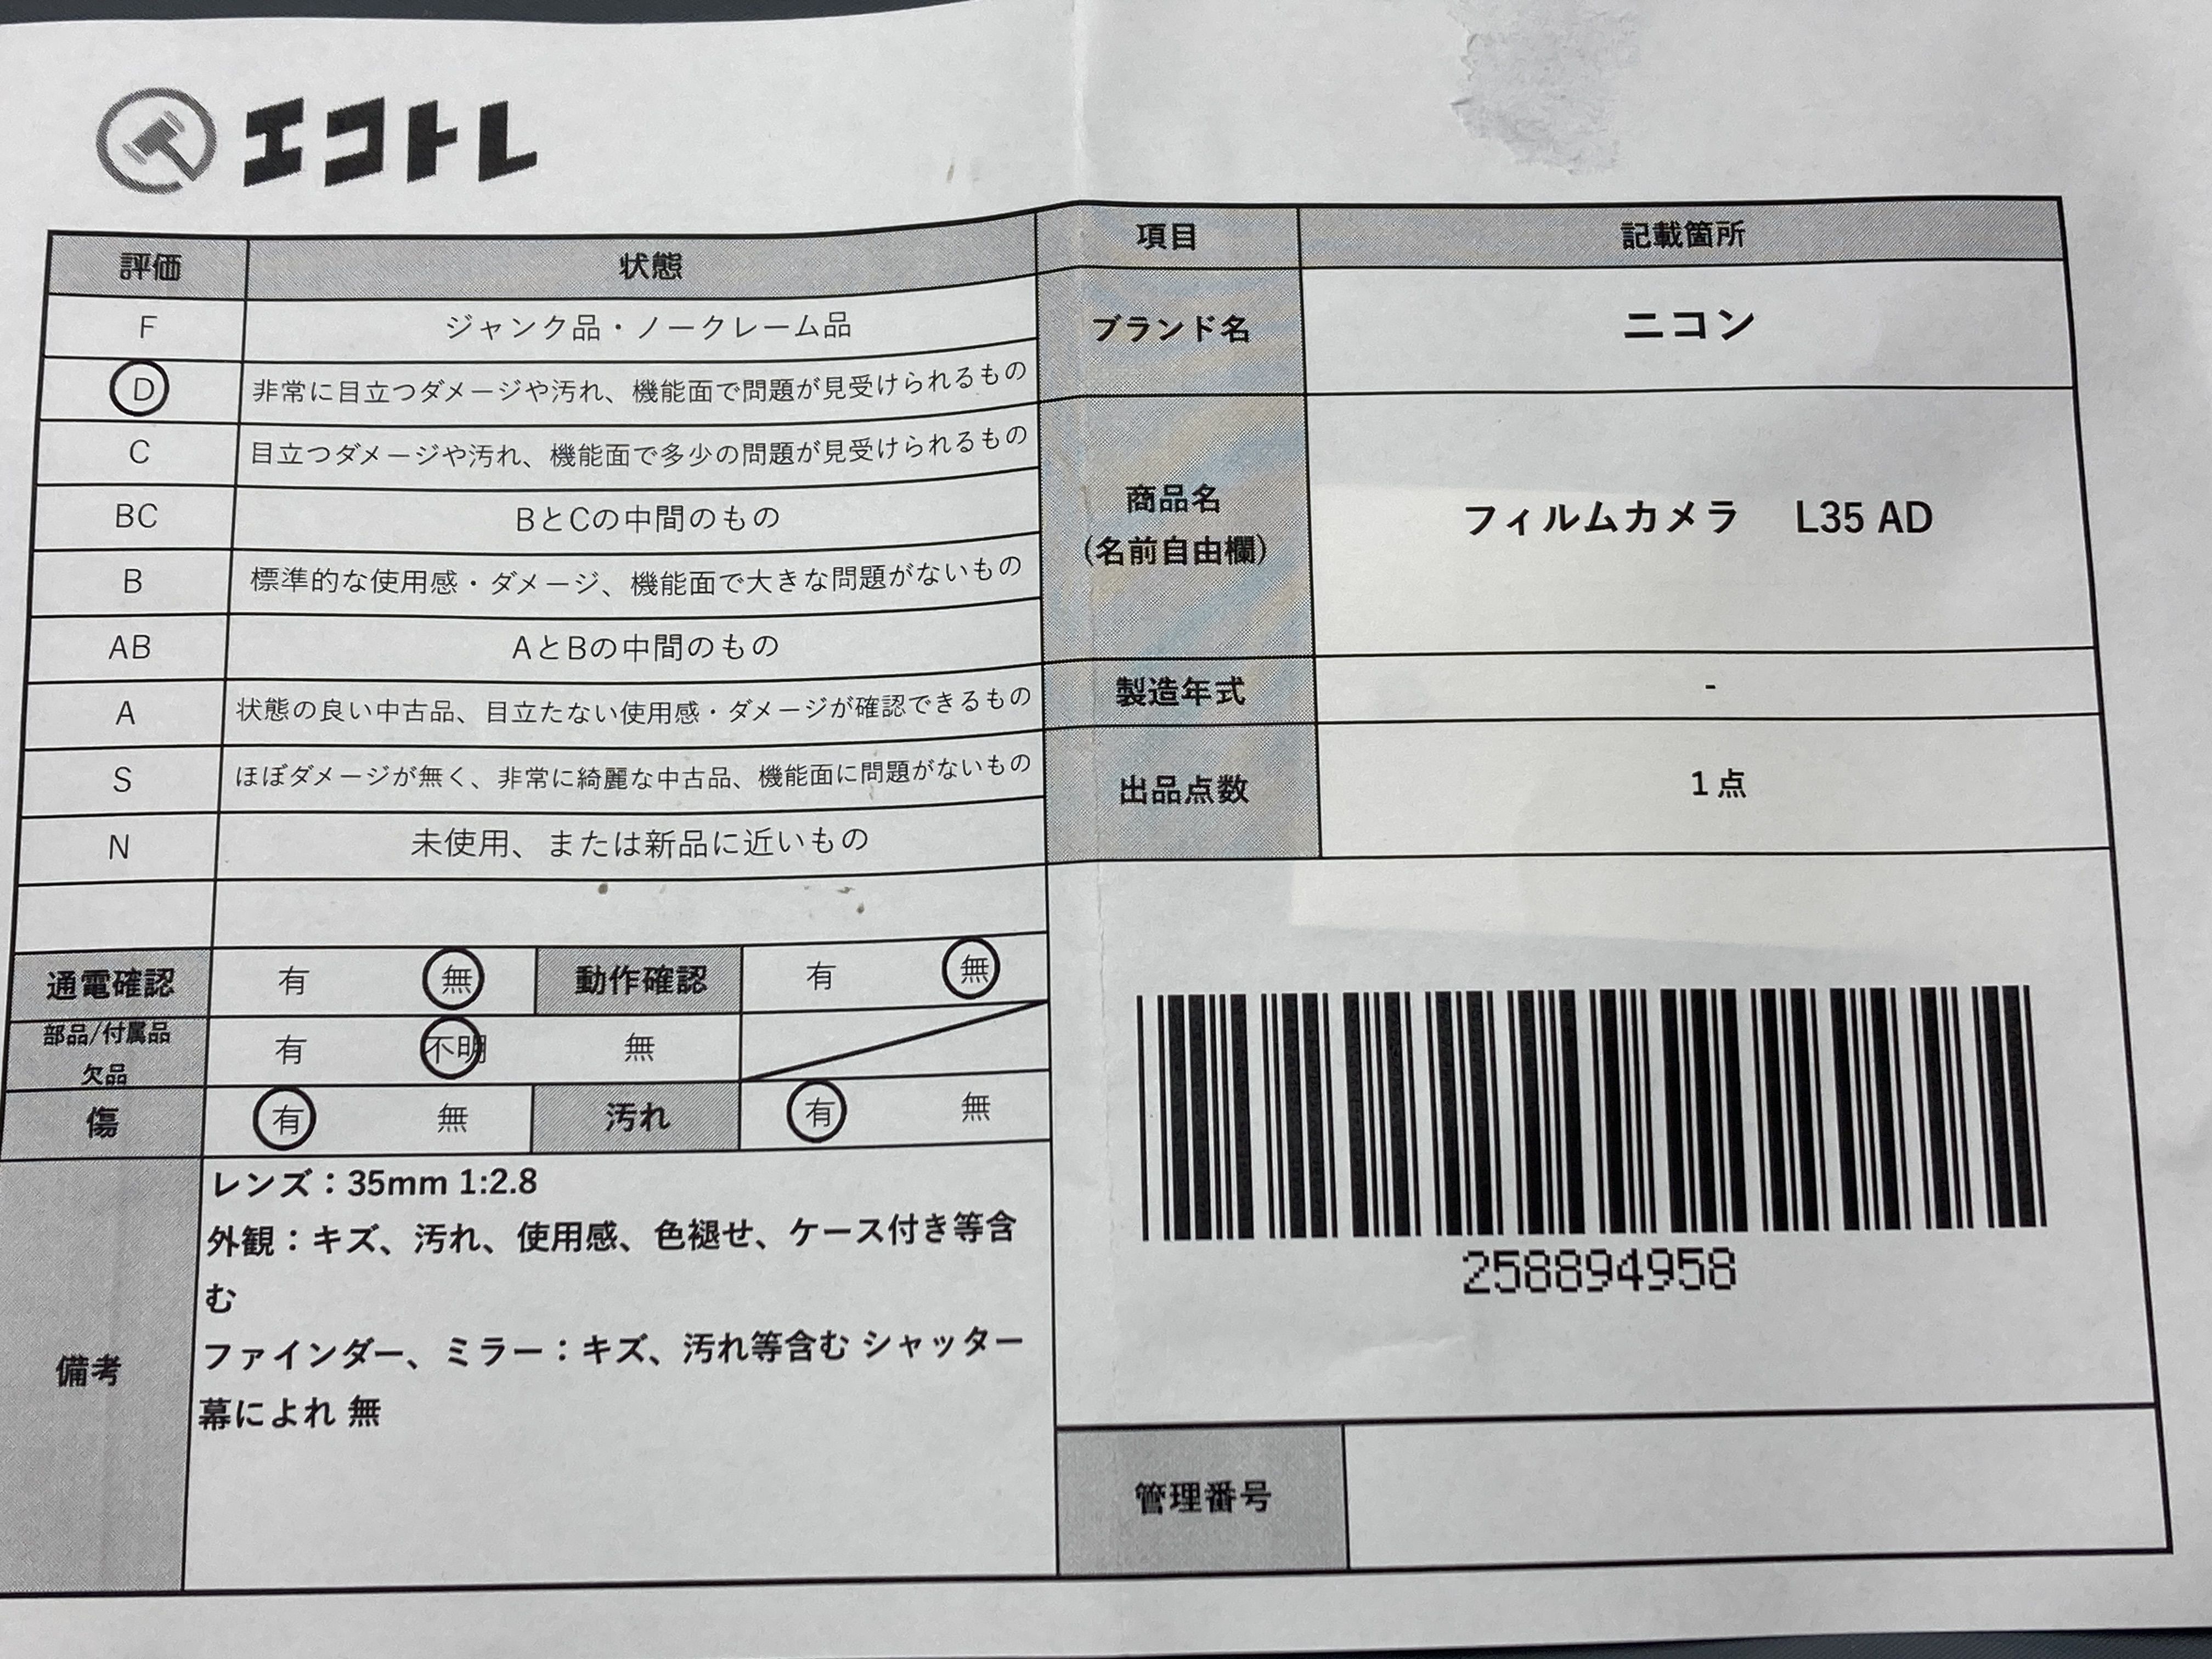 エコトレ
評価 状態
F ジャンク品・ノークレーム品
D 非常に目立つダメージや汚れ、機能面で問題が見受けられるもの
C 目立つダメージや汚れ、機能面で多少の問題が見受けられるもの
BC BとCの中間のもの
B 標準的な使用感・ダメージ、機能面で大きな問題がないもの
AB AとBの中間のもの
A 状態の良い中古品、目立たない使用感・ダメージが確認できるもの
S ほぼダメージが無く、非常に綺麗な中古品、機能面に問題がないもの
N 未使用、または新品に近いもの
通電確認 有 無 動作確認 有 無
部品/付属品
欠品
有 不明 無
傷 有 無 汚れ 有 無
備考
レンズ：35mm 1:2.8
外観：キズ、汚れ、使用感、色褪せ、ケース付き等含
む
ファインダー、ミラー：キズ、汚れ等含む シャッター
幕によれ 無
項目 記載箇所
ブランド名 ニコン
商品名
(名前自由欄)
フィルムカメラ L35 AD
製造年式 -
出品点数 1点
258894958
管理番号